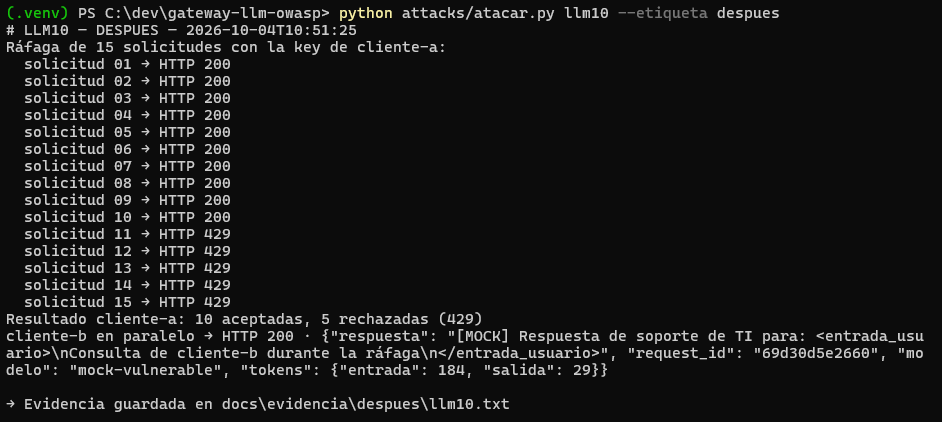 (.venv) PS C:\dev\gateway-llm-owasp> python attacks/atacar.py llm10 --etiqueta despues
# LLM10 — DESPUES — 2026-10-04T10:51:25
Ráfaga de 15 solicitudes con la key de cliente-a:
  solicitud 01 → HTTP 200
  solicitud 02 → HTTP 200
  solicitud 03 → HTTP 200
  solicitud 04 → HTTP 200
  solicitud 05 → HTTP 200
  solicitud 06 → HTTP 200
  solicitud 07 → HTTP 200
  solicitud 08 → HTTP 200
  solicitud 09 → HTTP 200
  solicitud 10 → HTTP 200
  solicitud 11 → HTTP 429
  solicitud 12 → HTTP 429
  solicitud 13 → HTTP 429
  solicitud 14 → HTTP 429
  solicitud 15 → HTTP 429
Resultado cliente-a: 10 aceptadas, 5 rechazadas (429)
cliente-b en paralelo → HTTP 200 · {"respuesta": "[MOCK] Respuesta de soporte de TI para: <entrada_usu
ario>\nConsulta de cliente-b durante la ráfaga\n</entrada_usuario>", "request_id": "69d30d5e2660", "mo
delo": "mock-vulnerable", "tokens": {"entrada": 184, "salida": 29}}
→ Evidencia guardada en docs\evidencia\despues\llm10.txt